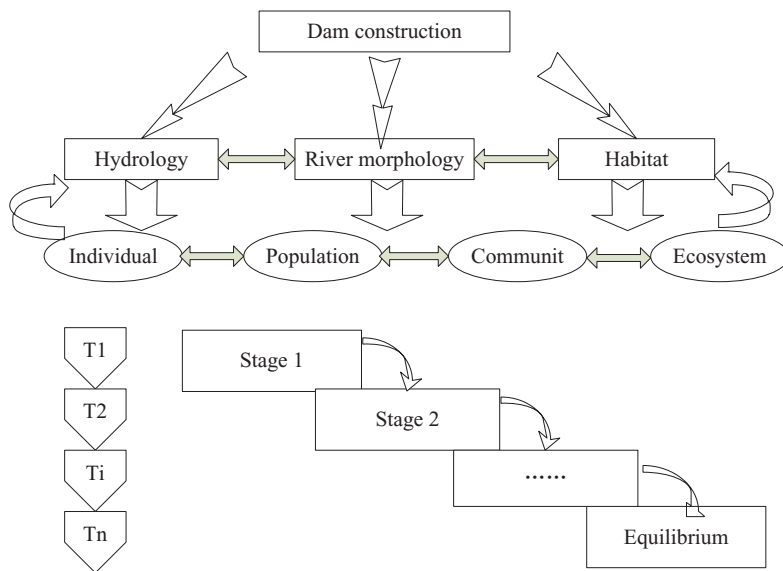 Dam construction
Hydrology
River morphology
Habitat
Individual
Population
Communit
Ecosystem
T1
Stage 1
T2
Stage 2
Ti
......
Tn
Equilibrium